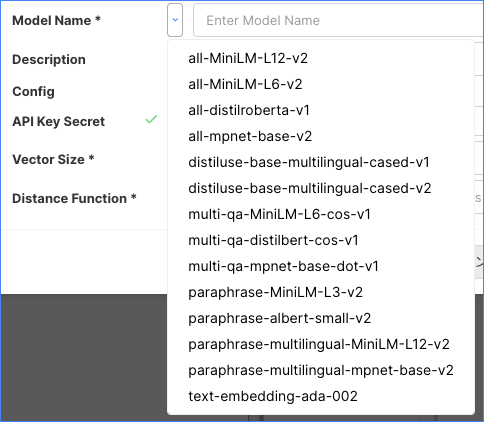 Model Name *
Enter Model Name
Description
Config
API Key Secret
Vector Size *
Distance Function *
all-MiniLM-L12-v2
all-MiniLM-L6-v2
all-distilroberta-v1
all-mpnet-base-v2
distiluse-base-multilingual-cased-v1
distiluse-base-multilingual-cased-v2
multi-qa-MiniLM-L6-cos-v1
multi-qa-distilbert-cos-v1
multi-qa-mpnet-base-dot-v1
paraphrase-MiniLM-L3-v2
paraphrase-albert-small-v2
paraphrase-multilingual-MiniLM-L12-v2
paraphrase-multilingual-mpnet-base-v2
text-embedding-ada-002